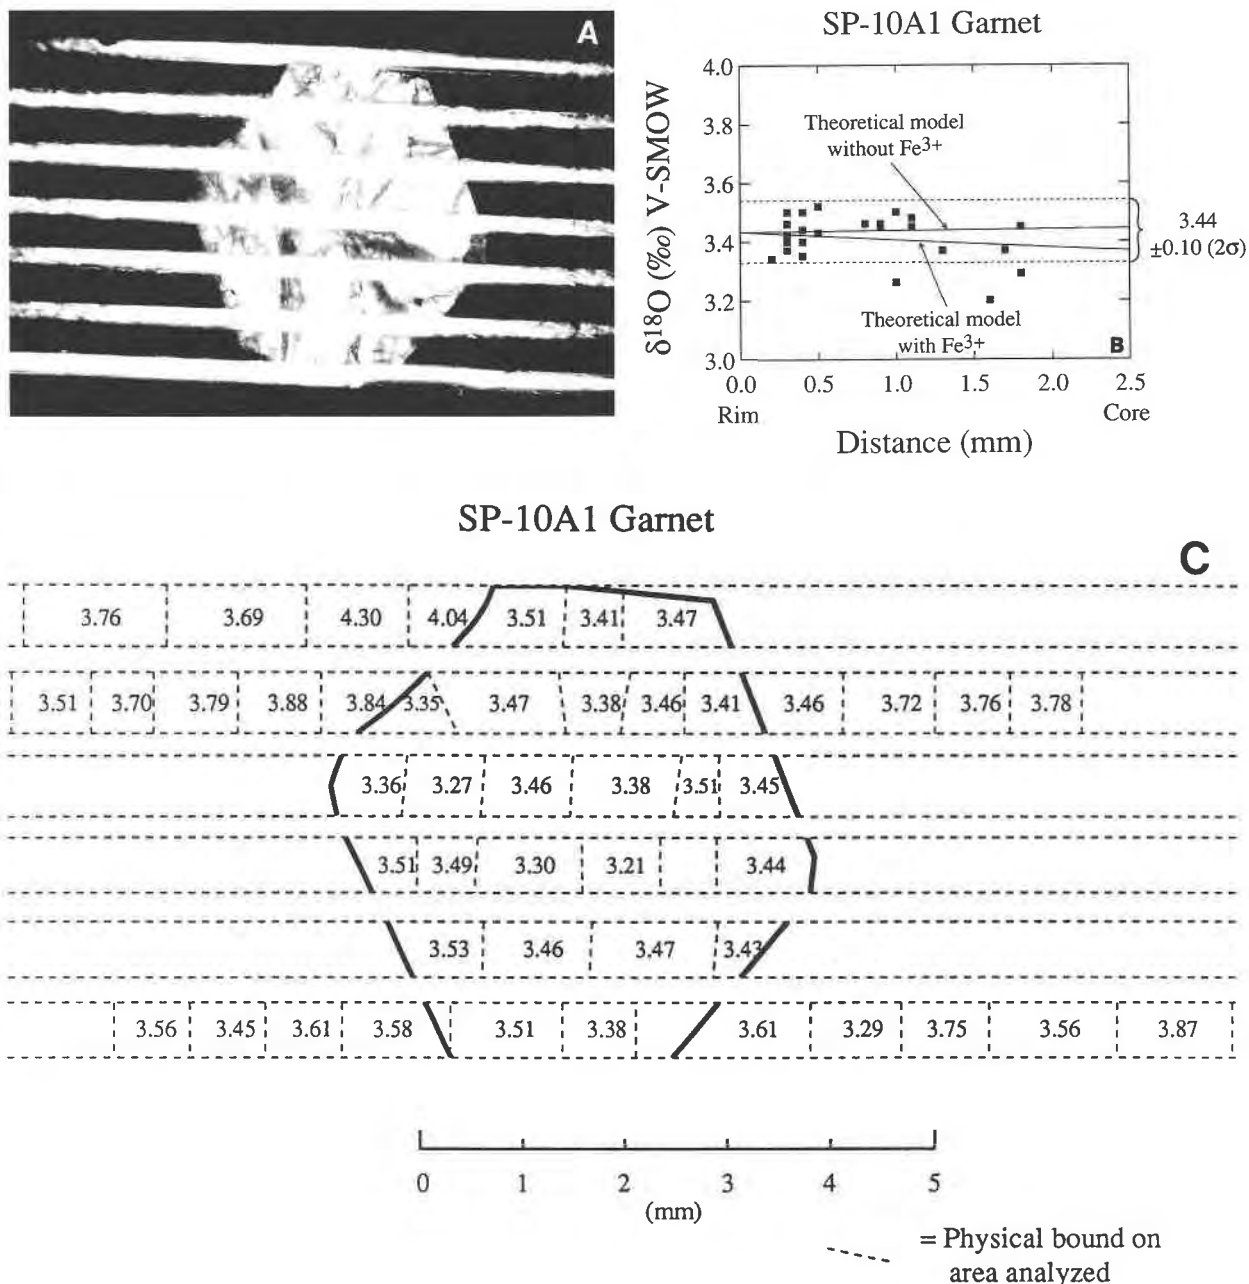 A
SP-10A1 Garnet
δ18O (‰) V-SMOW
4.0
3.8
3.6
3.4
3.2
3.0
Theoretical model
without Fe3+
Theoretical model
with Fe3+
3.44
±0.10 (2σ)
B
0.0 0.5 1.0 1.5 2.0 2.5
Rim Core
Distance (mm)
SP-10A1 Garnet
C
3.76 3.69 4.30 4.04 3.51 3.41 3.47
3.51 3.70 3.79 3.88 3.84 3.35 3.47 3.38 3.46 3.41 3.46 3.72 3.76 3.78
3.36 3.27 3.46 3.38 3.51 3.45
3.51 3.49 3.30 3.21 3.44
3.53 3.46 3.47 3.43
3.56 3.45 3.61 3.58 3.51 3.38 3.61 3.29 3.75 3.56 3.87
0 1 2 3 4 5
(mm)
= Physical bound on
area analyzed